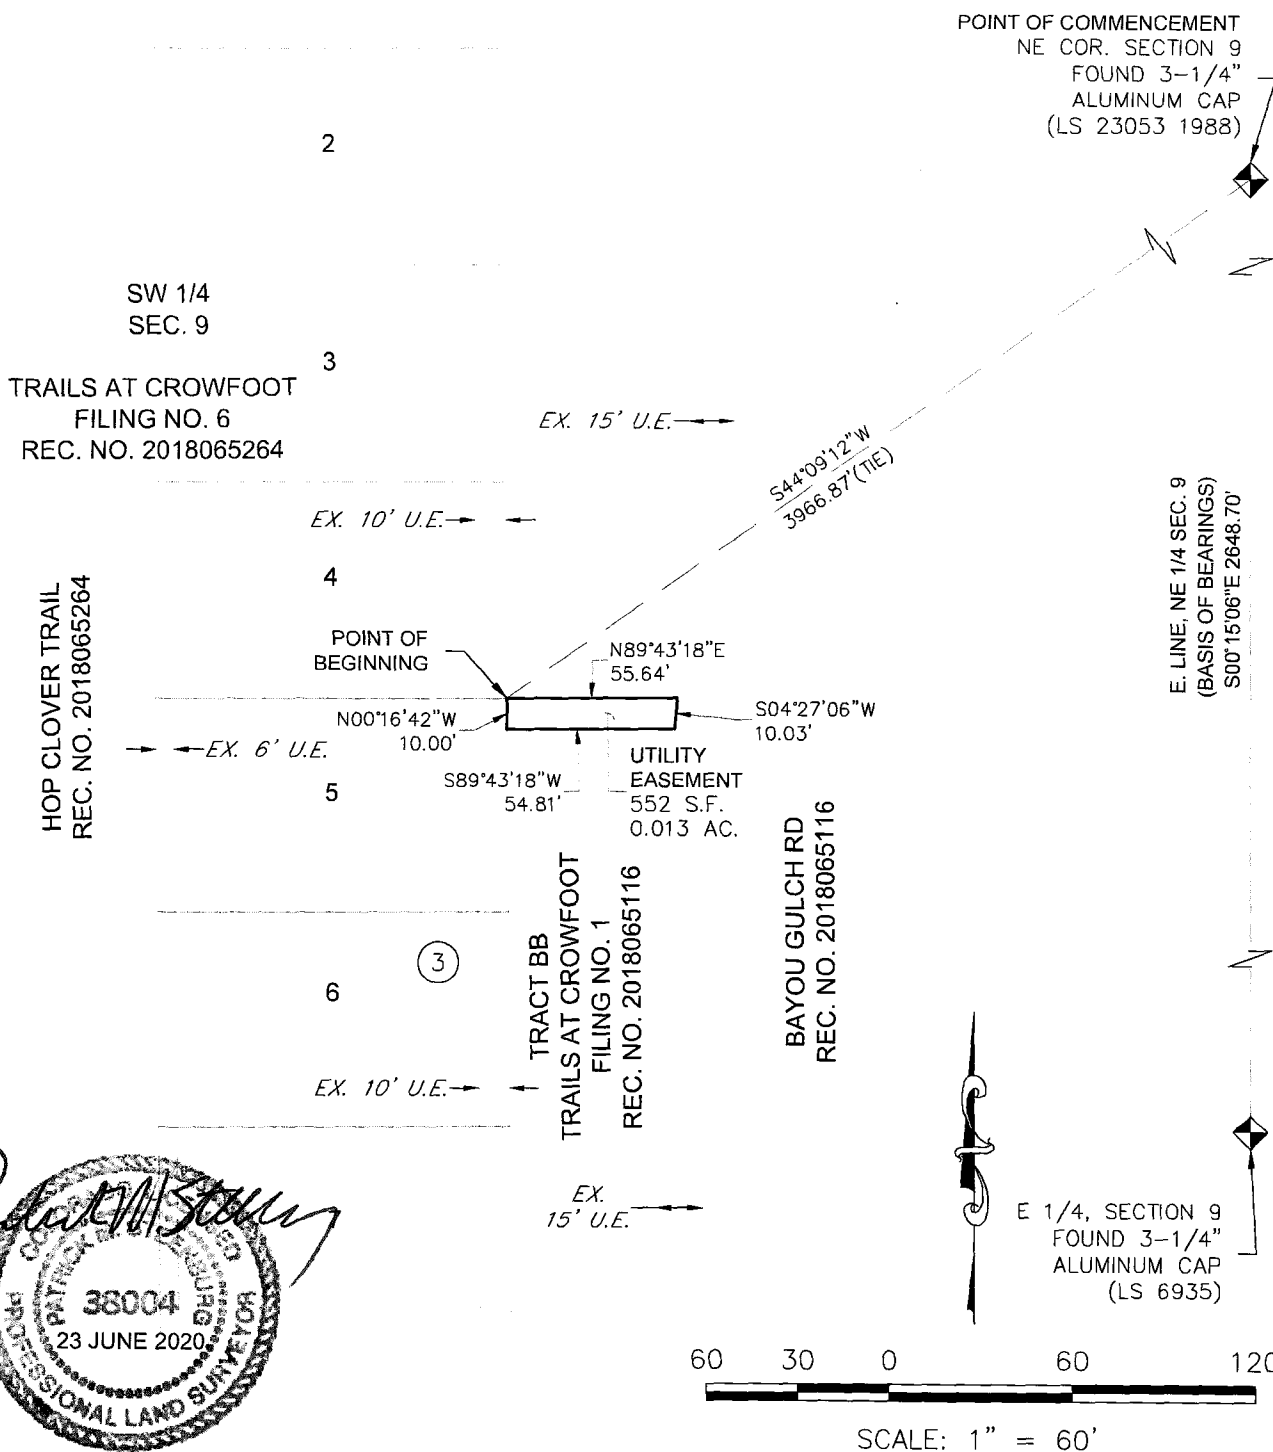 POINT OF COMMENCEMENT
NE COR. SECTION 9
FOUND 3-1/4"
ALUMINUM CAP
(LS 23053 1988)
2
SW 1/4
SEC. 9
3
TRAILS AT CROWFOOT
FILING NO. 6
REC. NO. 2018065264
EX. 15' U.E.
S44°09'12"W
3966.87'(TIE)
E. LINE, NE 1/4 SEC. 9
(BASIS OF BEARINGS)
S00°15'06"E 2648.70'
EX. 10' U.E.
4
HOP CLOVER TRAIL
REC. NO. 2018065264
POINT OF
BEGINNING
N89°43'18"E
55.64'
N00°16'42"W
10.00'
S04°27'06"W
10.03'
EX. 6' U.E.
S89°43'18"W
54.81'
UTILITY
EASEMENT
552 S.F.
0.013 AC.
5
TRACT BB
TRAILS AT CROWFOOT
FILING NO. 1
REC. NO. 2018065116
BAYOU GULCH RD
REC. NO. 2018065116
3
6
EX. 10' U.E.
EX.
15' U.E.
E 1/4, SECTION 9
FOUND 3-1/4"
ALUMINUM CAP
(LS 6935)
PATRICK
38004
23 JUNE 2020
PROFESSIONAL LAND SURVEYOR
60 30 0 60 120
SCALE: 1" = 60'